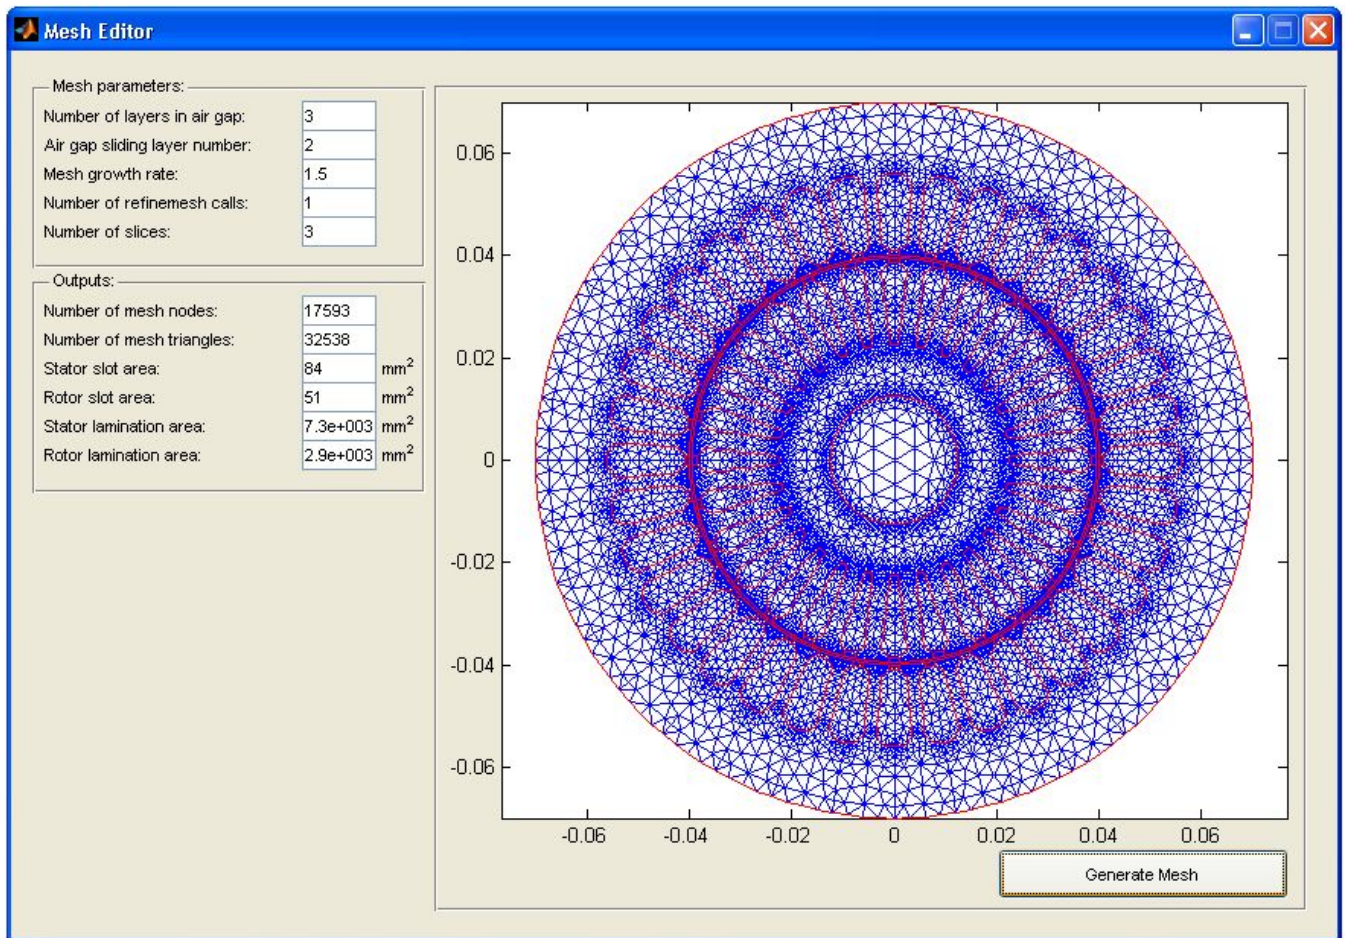 Mesh Editor
Mesh parameters:
Number of layers in air gap: 3
Air gap sliding layer number: 2
Mesh growth rate: 1.5
Number of refinemesh calls: 1
Number of slices: 3
Outputs:
Number of mesh nodes: 17593
Number of mesh triangles: 32538
Stator slot area: 84 mm²
Rotor slot area: 51 mm²
Stator lamination area: 7.3e+003 mm²
Rotor lamination area: 2.9e+003 mm²
0.06
0.04
0.02
0
-0.02
-0.04
-0.06
-0.06 -0.04 -0.02 0 0.02 0.04 0.06
Generate Mesh